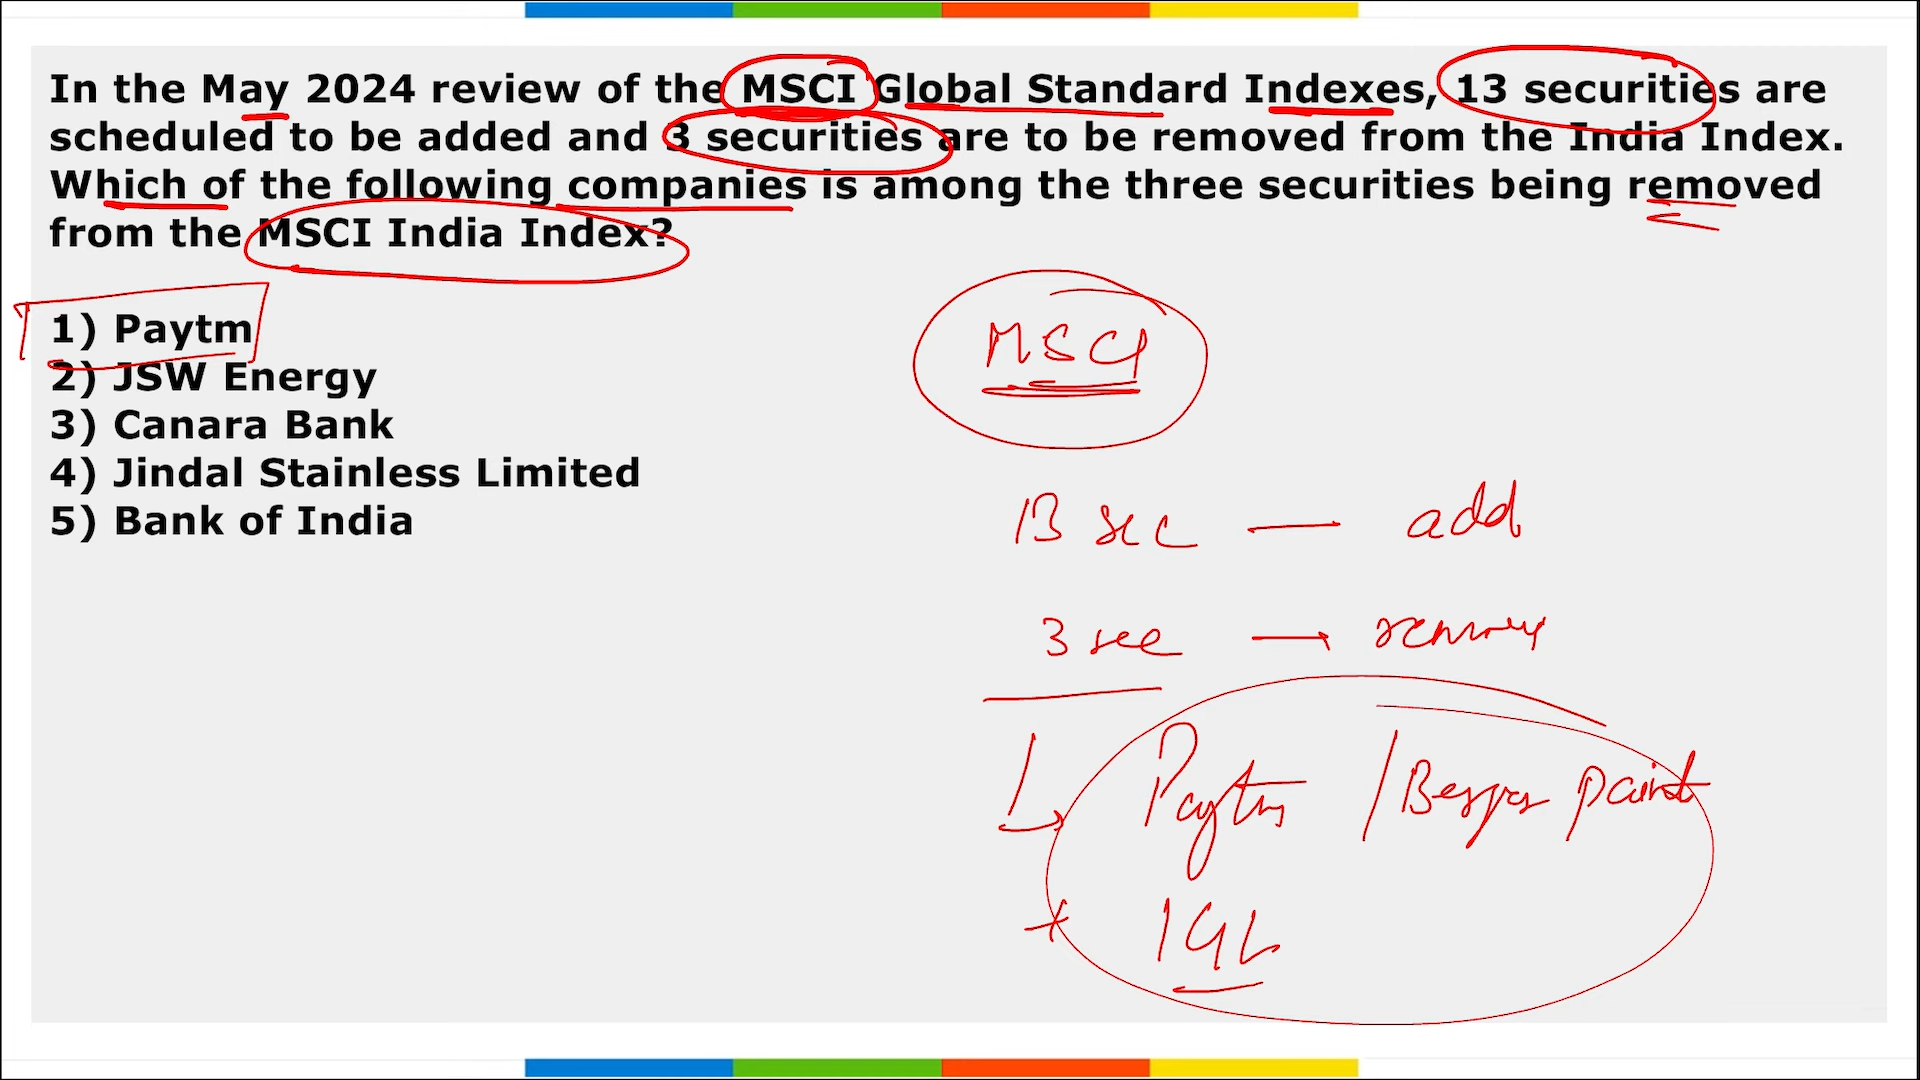 In the May 2024 review of the MSCI Global Standard Indexes, 13 securities are
scheduled to be added and 3 securities are to be removed from the India Index.
Which of the following companies is among the three securities being removed
from the MSCI India Index?
1) Paytm
2) JSW Energy
3) Canara Bank
4) Jindal Stainless Limited
5) Bank of India
MSCI
13 sec — add
3 sec →
Paytm / paint
IGL